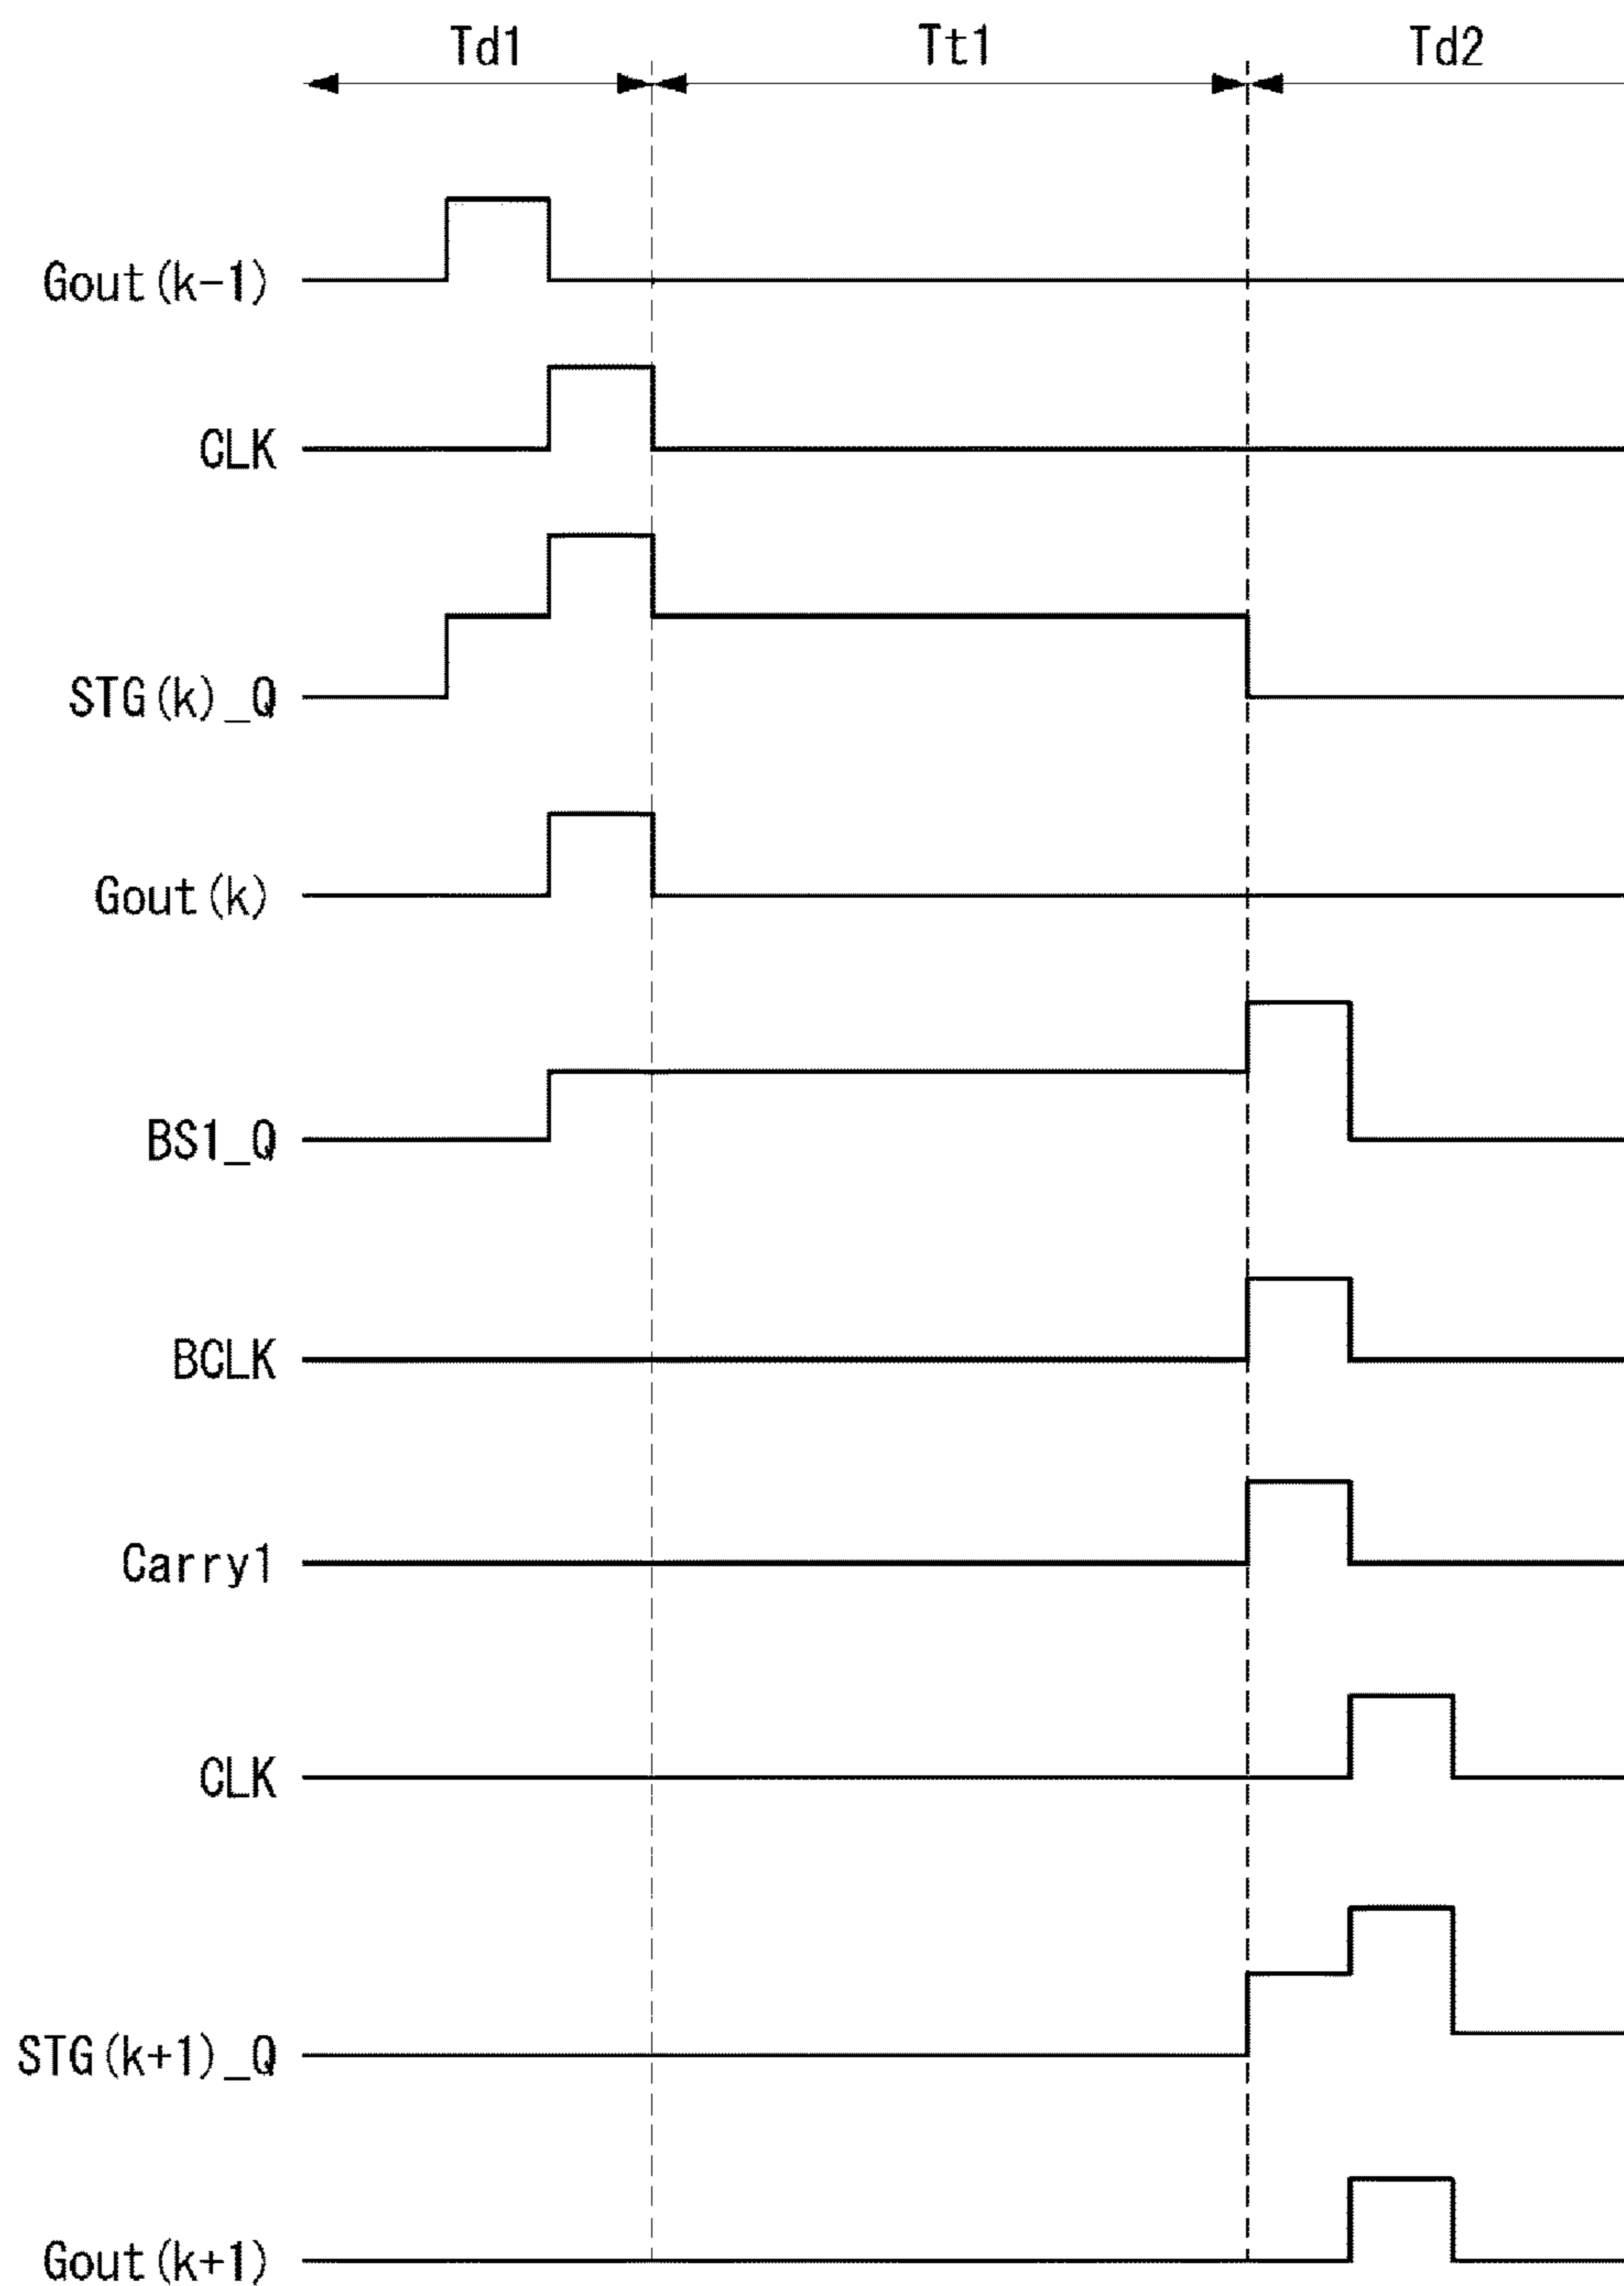 Td1 Tt1 Td2
Gout(k-1)
CLK
STG(k)_Q
Gout(k)
BS1_Q
BCLK
Carry1
CLK
STG(k+1)_Q
Gout(k+1)